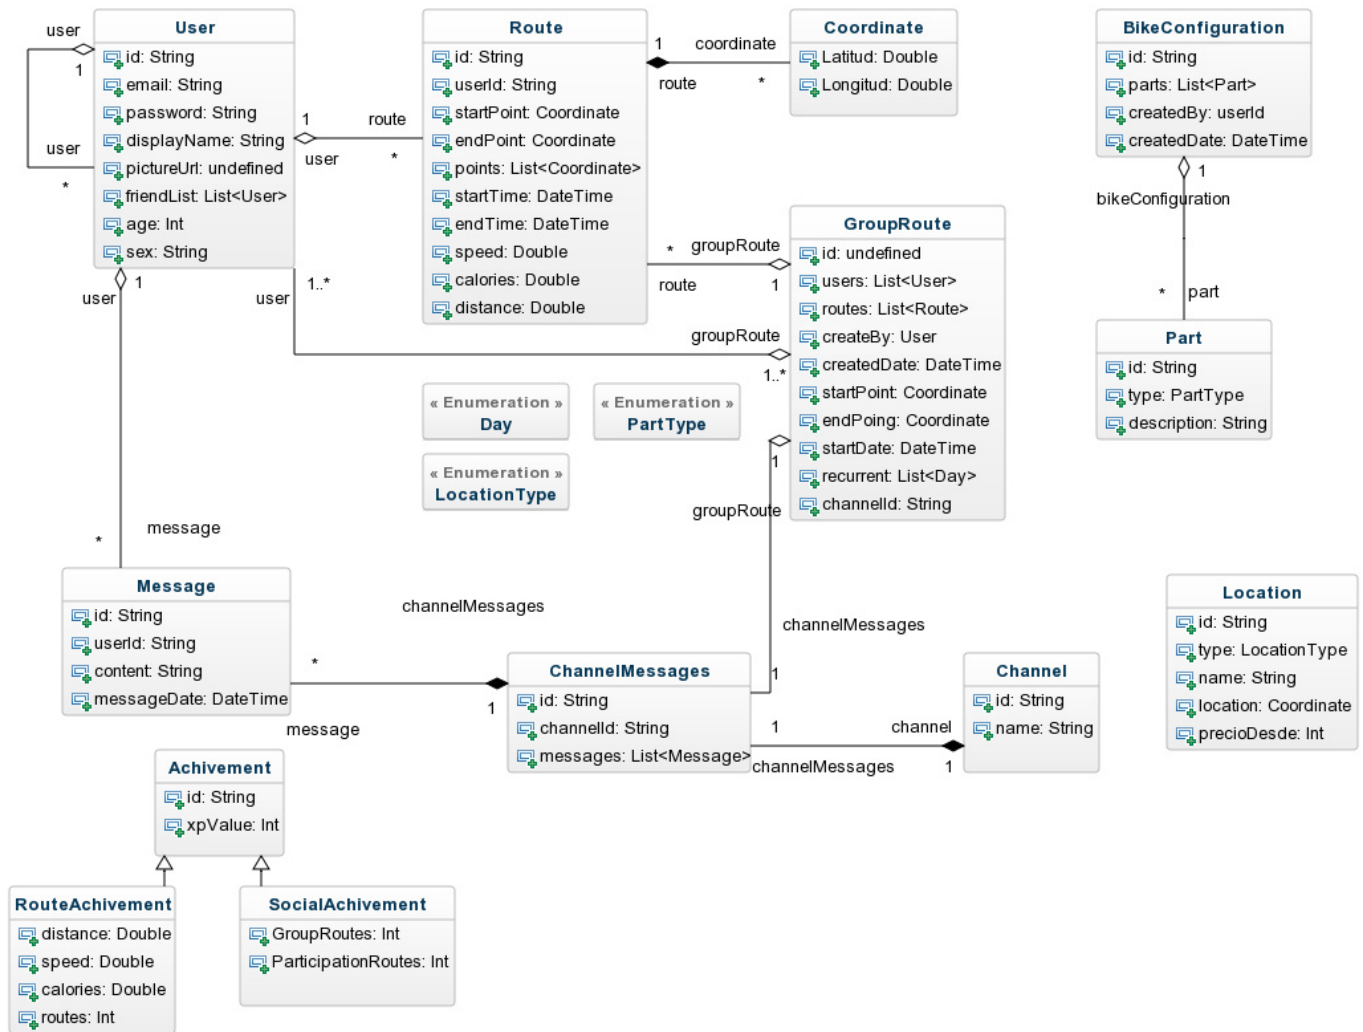 User
id: String
email: String
password: String
displayName: String
pictureUrl: undefined
friendList: List<User>
age: Int
sex: String
user
1
user
*
1
route
user
*
Route
id: String
userId: String
startPoint: Coordinate
endPoint: Coordinate
points: List<Coordinate>
startTime: DateTime
endTime: DateTime
speed: Double
calories: Double
distance: Double
1
coordinate
route
*
Coordinate
Latitud: Double
Longitud: Double
BikeConfiguration
id: String
parts: List<Part>
createdBy: userId
createdDate: DateTime
1
bikeConfiguration
*
part
Part
id: String
type: PartType
description: String
*
groupRoute
route
1
GroupRoute
id: undefined
users: List<User>
routes: List<Route>
createBy: User
createdDate: DateTime
startPoint: Coordinate
endPoing: Coordinate
startDate: DateTime
recurrent: List<Day>
channelId: String
user
1
user
1..*
groupRoute
1..*
« Enumeration »
Day
« Enumeration »
PartType
« Enumeration »
LocationType
1
groupRoute
message
*
Message
id: String
userId: String
content: String
messageDate: DateTime
channelMessages
*
message
1
ChannelMessages
id: String
channelId: String
messages: List<Message>
channelMessages
1
1
channel
channelMessages
1
Channel
id: String
name: String
Location
id: String
type: LocationType
name: String
location: Coordinate
precioDesde: Int
Achivement
id: String
xpValue: Int
RouteAchivement
distance: Double
speed: Double
calories: Double
routes: Int
SocialAchivement
GroupRoutes: Int
ParticipationRoutes: Int